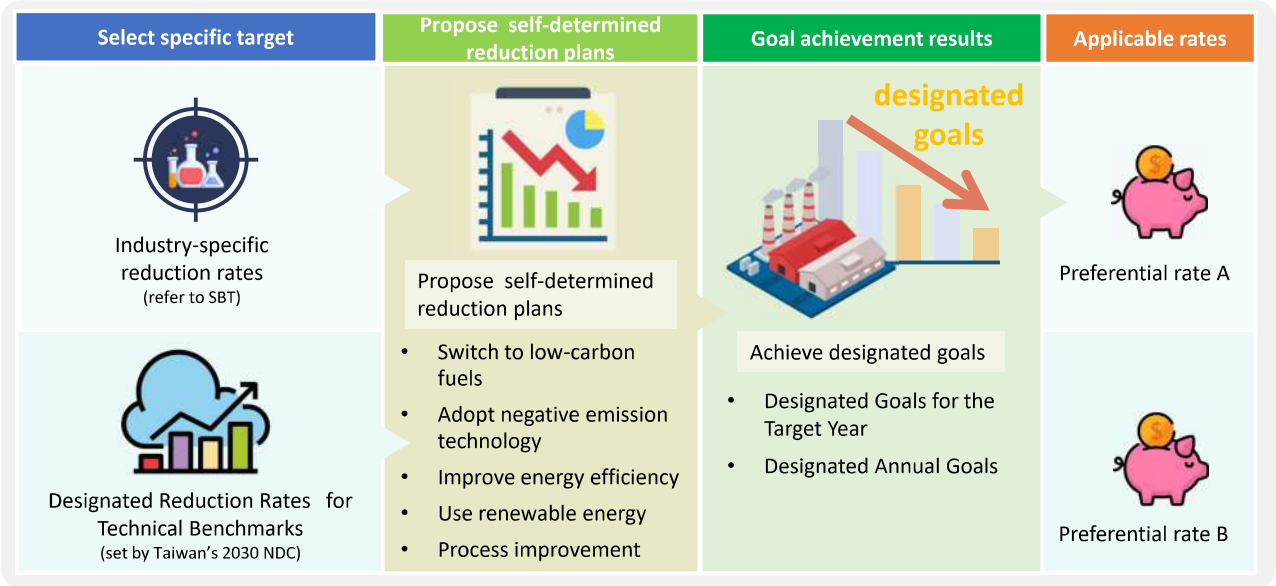 Select specific target
Propose self-determined
reduction plans
Goal achievement results
Applicable rates
Industry-specific
reduction rates
(refer to SBT)
Designated Reduction Rates for
Technical Benchmarks
(set by Taiwan's 2030 NDC)
Propose self-determined
reduction plans
• Switch to low-carbon
fuels
• Adopt negative emission
technology
• Improve energy efficiency
• Use renewable energy
• Process improvement
designated
goals
Achieve designated goals
• Designated Goals for the
Target Year
• Designated Annual Goals
$
Preferential rate A
$
Preferential rate B